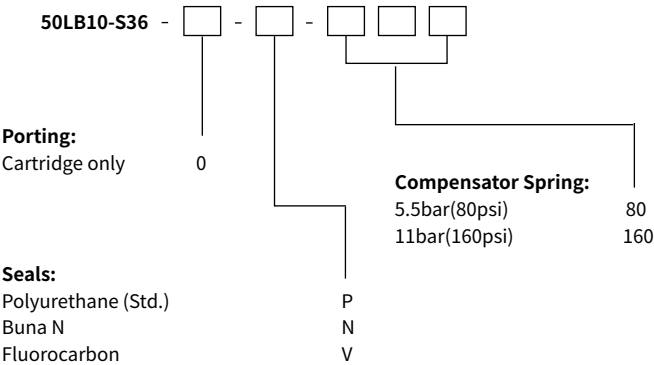 50LB10-S36 - - -
Porting:
Cartridge only 0
Compensator Spring:
5.5bar(80psi) 80
11bar(160psi) 160
Seals:
Polyurethane (Std.) P
Buna N N
Fluorocarbon V